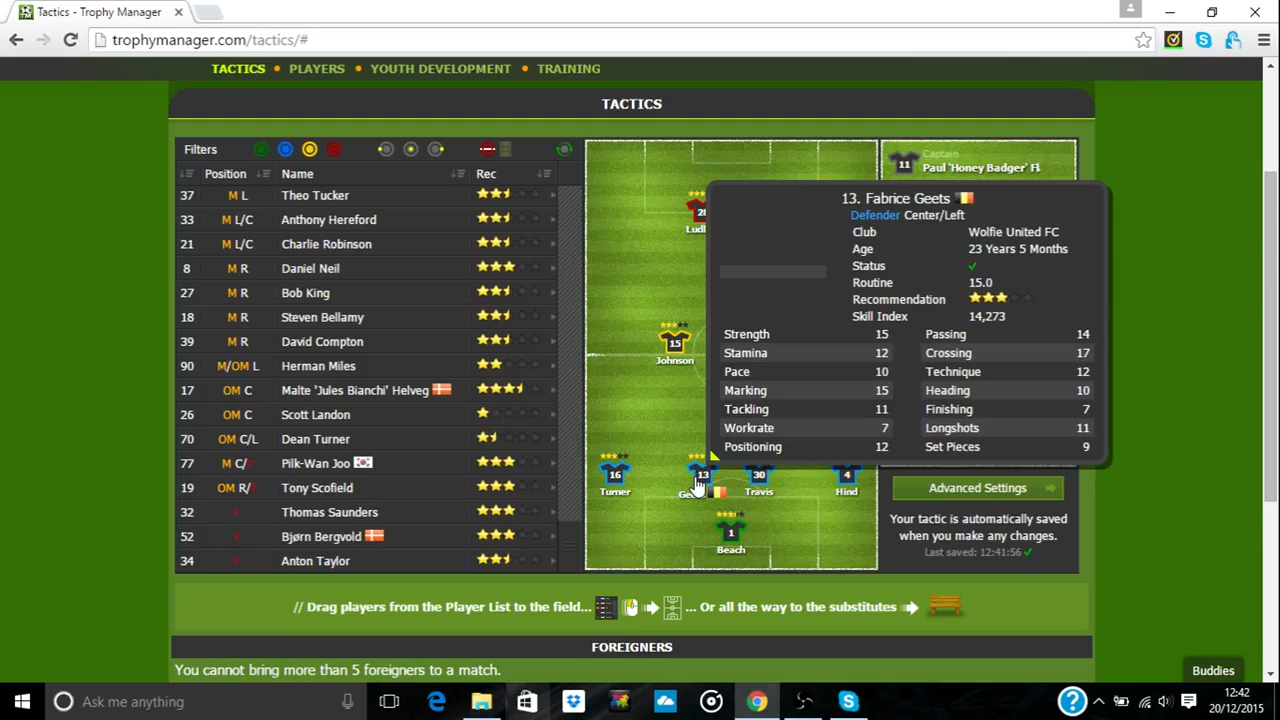 Tactics - Trophy Manager
trophymanager.com/tactics/#
TACTICS • PLAYERS • YOUTH DEVELOPMENT • TRAINING
TACTICS
Filters
Position Name Rec
37 M L Theo Tucker
33 M L/C Anthony Hereford
21 M L/C Charlie Robinson
8 M R Daniel Neil
27 M R Bob King
18 M R Steven Bellamy
39 M R David Compton
90 M/OM L Herman Miles
17 OM C Malte 'Jules Bianchi' Helveg
26 OM C Scott Landon
70 OM C/L Dean Turner
77 M C/F Pilk-Wan Joo
19 OM R/F Tony Scofield
32 F Thomas Saunders
52 F Bjørn Bergvold
34 F Anton Taylor
Captain
11 Paul 'Honey Badger' Fl
13. Fabrice Geets
Defender Center/Left
Club Wolfie United FC
Age 23 Years 5 Months
Status
Routine 15.0
Recommendation
Skill Index 14,273
Strength 15 Passing 14
Stamina 12 Crossing 17
Pace 10 Technique 12
Marking 15 Heading 10
Tackling 11 Finishing 7
Workrate 7 Longshots 11
Positioning 12 Set Pieces 9
15
Johnson
16 13 30 4
Turner Travis Hind
1
Beach
Advanced Settings
Your tactic is automatically saved
when you make any changes.
Last saved: 12:41:56
// Drag players from the Player List to the field... ... Or all the way to the substitutes
FOREIGNERS
You cannot bring more than 5 foreigners to a match.
Buddies
Ask me anything
12:42
20/12/2015